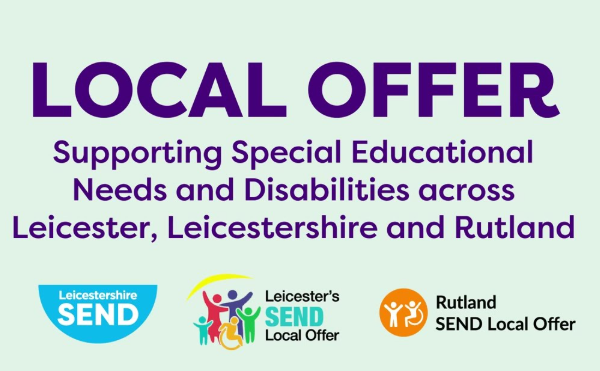 LOCAL OFFER
Supporting Special Educational
Needs and Disabilities across
Leicester, Leicestershire and Rutland
Leicestershire
SEND
Leicester's
SEND
Local Offer
Rutland
SEND Local Offer